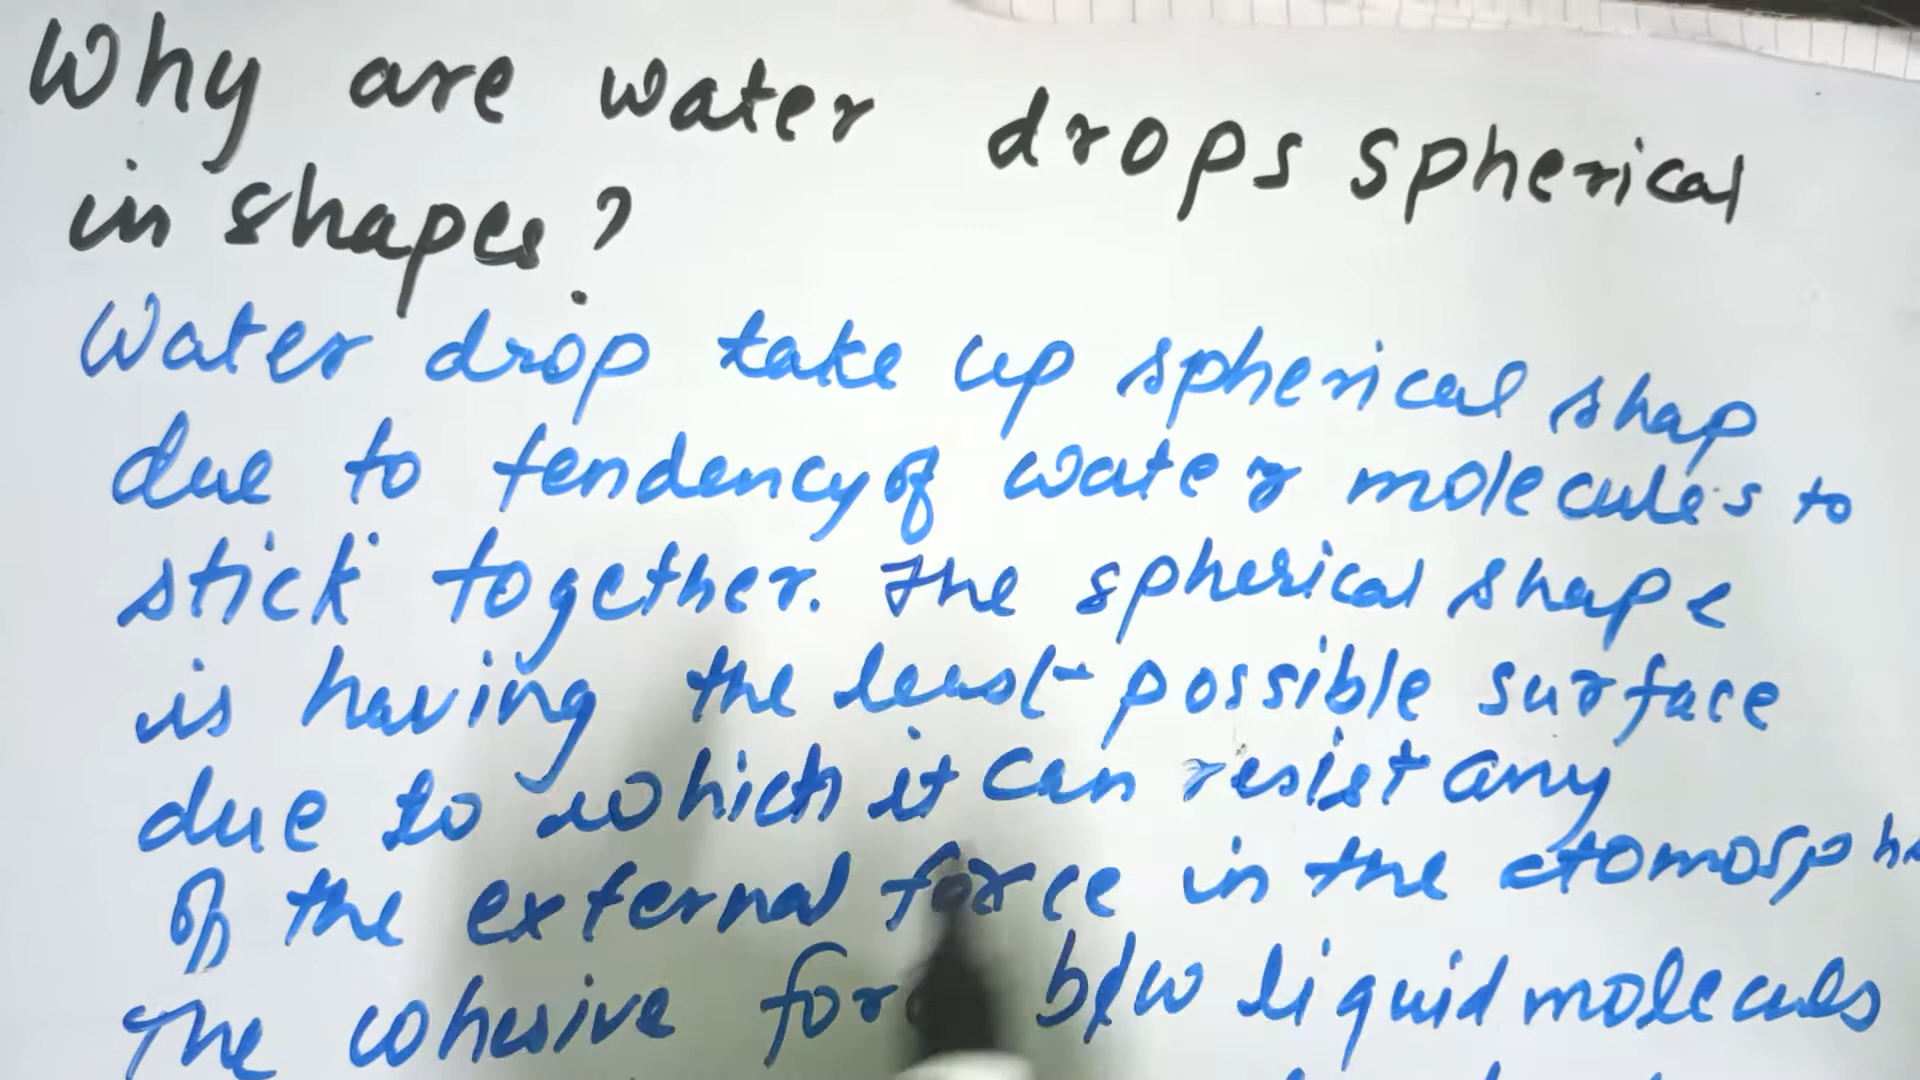 Why are water drops spherical
in shapes?
Water drop take up spherical shap
due to tendency of water molecules to
stick together. The spherical shape
is having the least possible surface
due to which it can resist any
of the external force in the
The cohesive b/w liquid molecules